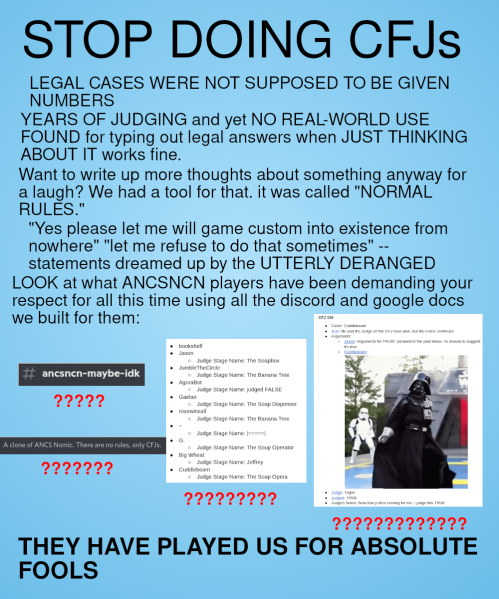 STOP DOING CFJs
LEGAL CASES WERE NOT SUPPOSED TO BE GIVEN
NUMBERS
YEARS OF JUDGING and yet NO REAL-WORLD USE
FOUND for typing out legal answers when JUST THINKING
ABOUT IT works fine.
Want to write up more thoughts about something anyway for
a laugh? We had a tool for that. it was called "NORMAL
RULES."
"Yes please let me will game custom into existence from
nowhere" "let me refuse to do that sometimes" --
statements dreamed up by the UTTERLY DERANGED
LOOK at what ANCSNCN players have been demanding your
respect for all this time using all the discord and google docs
we built for them:
# ancsncn-maybe-idk
?????
A clone of ANCS Nomic. There are no rules, only CFJs.
???????
bookshelf
Jason
Judge Stage Name: The Soapbox
JumbleTheCircle
Judge Stage Name: The Banana Tree
AgoraBot
Judge Stage Name: judged FALSE
Gaelan
Judge Stage Name: The Soap Dispenser
rosewireall
Judge Stage Name: The Banana Tree
~
Judge Stage Name:
G.
Judge Stage Name: The Soap Operator
Big Wheat
Judge Stage Name: Jeffrey
Cuddlebeam
Judge Stage Name: The Soap Opera
?????????
Caller: Cuddlebeam
Arguments:
Cuddlebeam
Judge: Trigon
Judged: TRUE
?????????????
THEY HAVE PLAYED US FOR ABSOLUTE
FOOLS